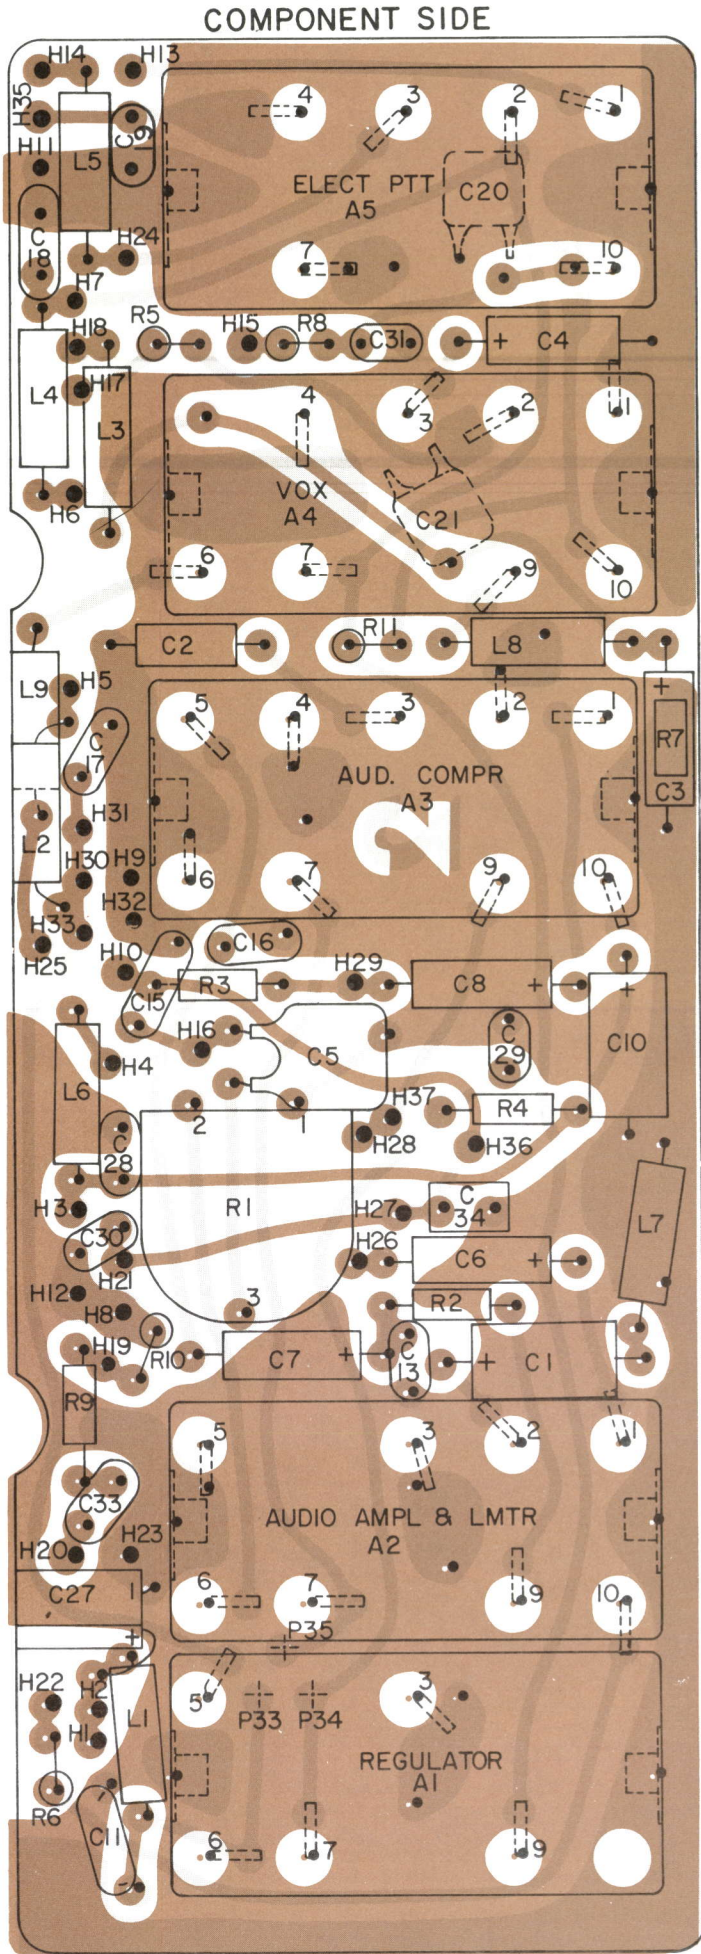 COMPONENT SIDE
H14 H13
H35
C 19
H11
L5
4 3 2 1
ELECT PTT
A5
C20
C 18
H24
7 10
H7
H18 R5 H15 R8 C31 + C4
L4
H17
L3
4 3 2 1
VOX
A4
C21
H6
6 7 9 10
C2 R11 L8
L9 H5
+
R7
C3
C 17
5 4 3 2 1
AUD. COMPR
A3
2
H31
L2
H30 H9
6 7 9 10
H32
H33
H25
C16
H10
C15
R3 H29 C8 +
+
C10
H16
C5
C 29
H4
L6
H37
R4
2 1
H28
H36
C 28
R1
H3
H27
C 34
C30
L7
H26
H21
C6 +
H12
H8
3
R2
R10
H19
C7 +
C 13
+ C1
R9
5 3 2 1
C33
AUDIO AMPL & LMTR
A2
H20 H23
C27
+
6 7 9 10
P35
H22
H2
L1
H1
5
P33 P34
3
REGULATOR
A1
R6
C11
6 7 9